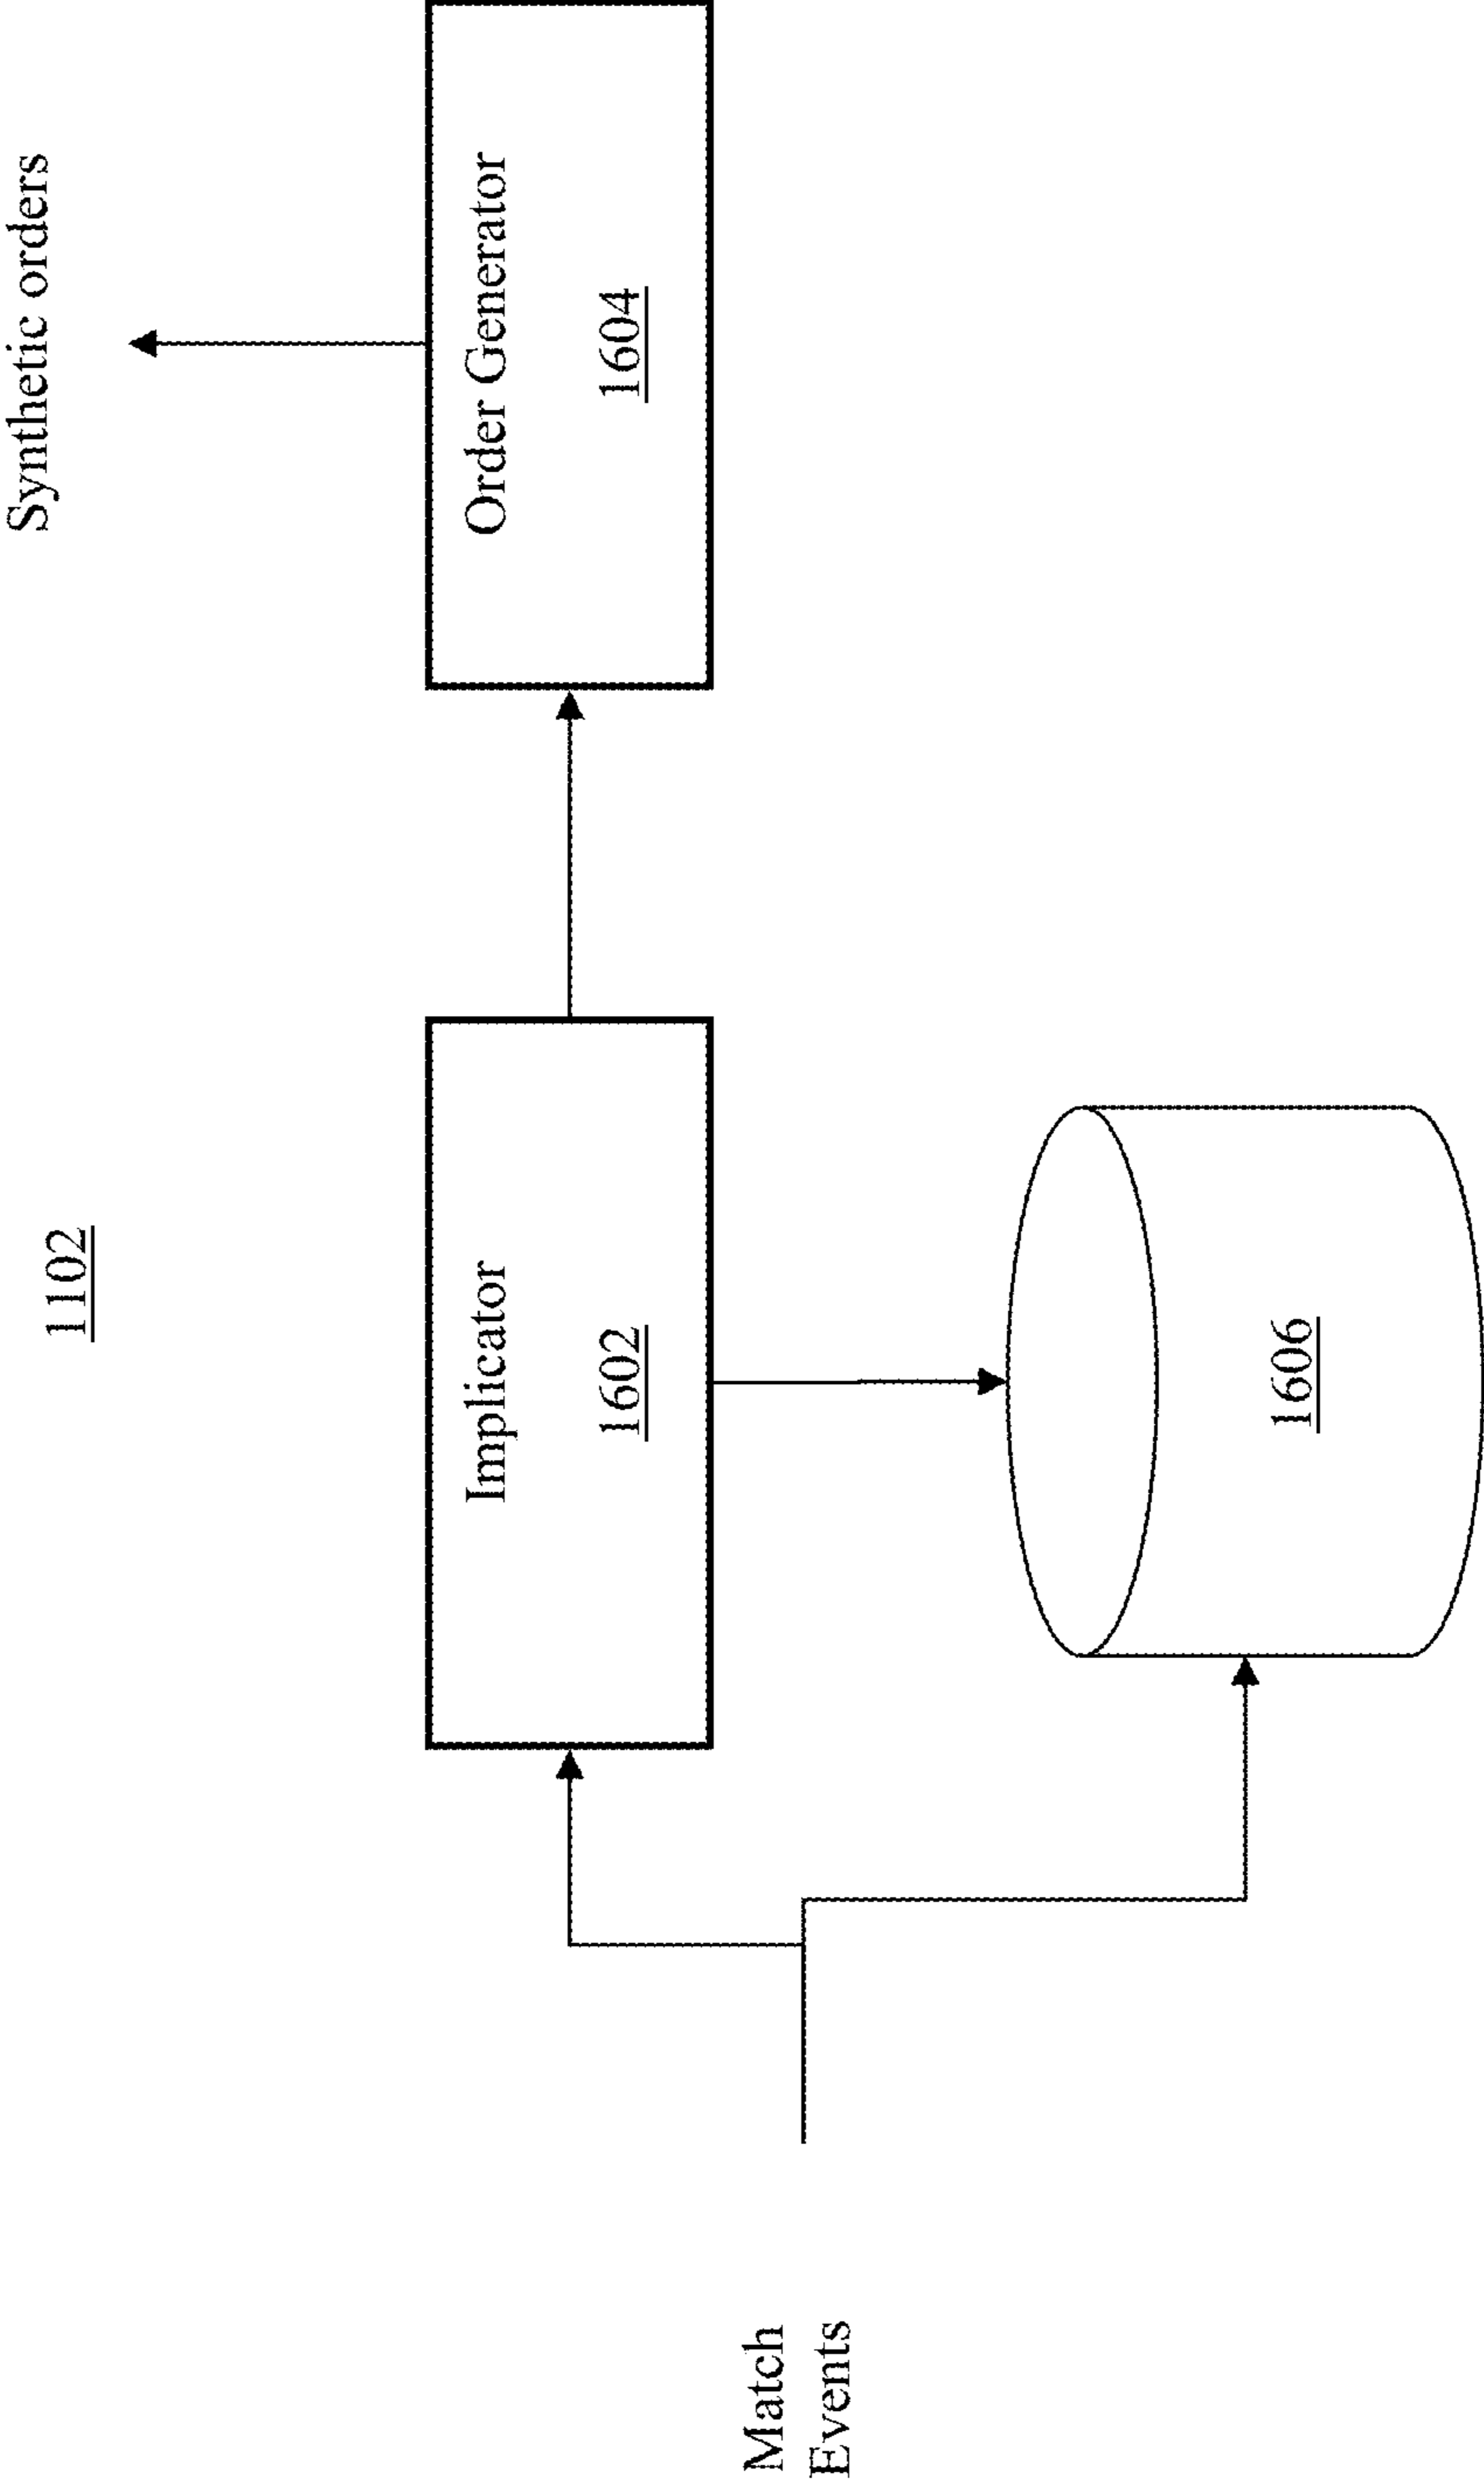 1102
Synthetic orders
Implicator
1602
Order Generator
1604
Match
Events
1606